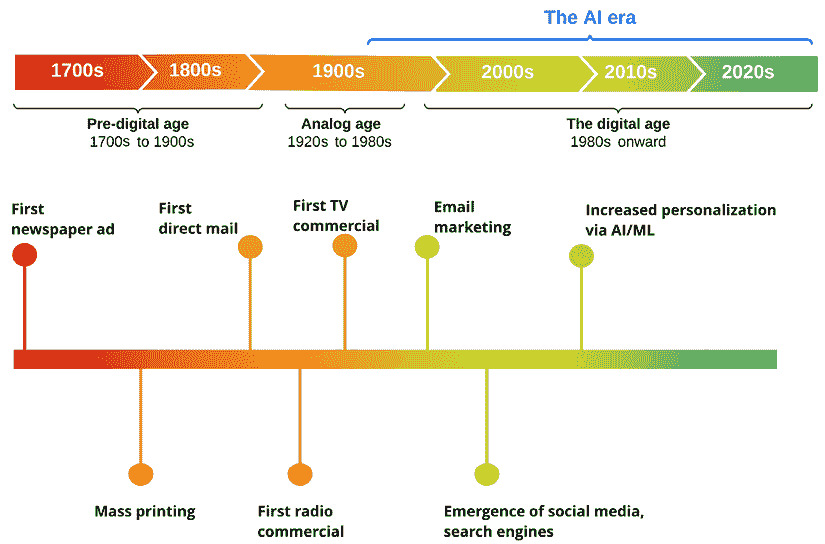 The AI era
1700s
1800s
1900s
2000s
2010s
2020s
Pre-digital age
1700s to 1900s
Analog age
1920s to 1980s
The digital age
1980s onward
First
newspaper ad
First
direct mail
First TV
commercial
Email
marketing
Increased personalization
via AI/ML
Mass printing
First radio
commercial
Emergence of social media,
search engines